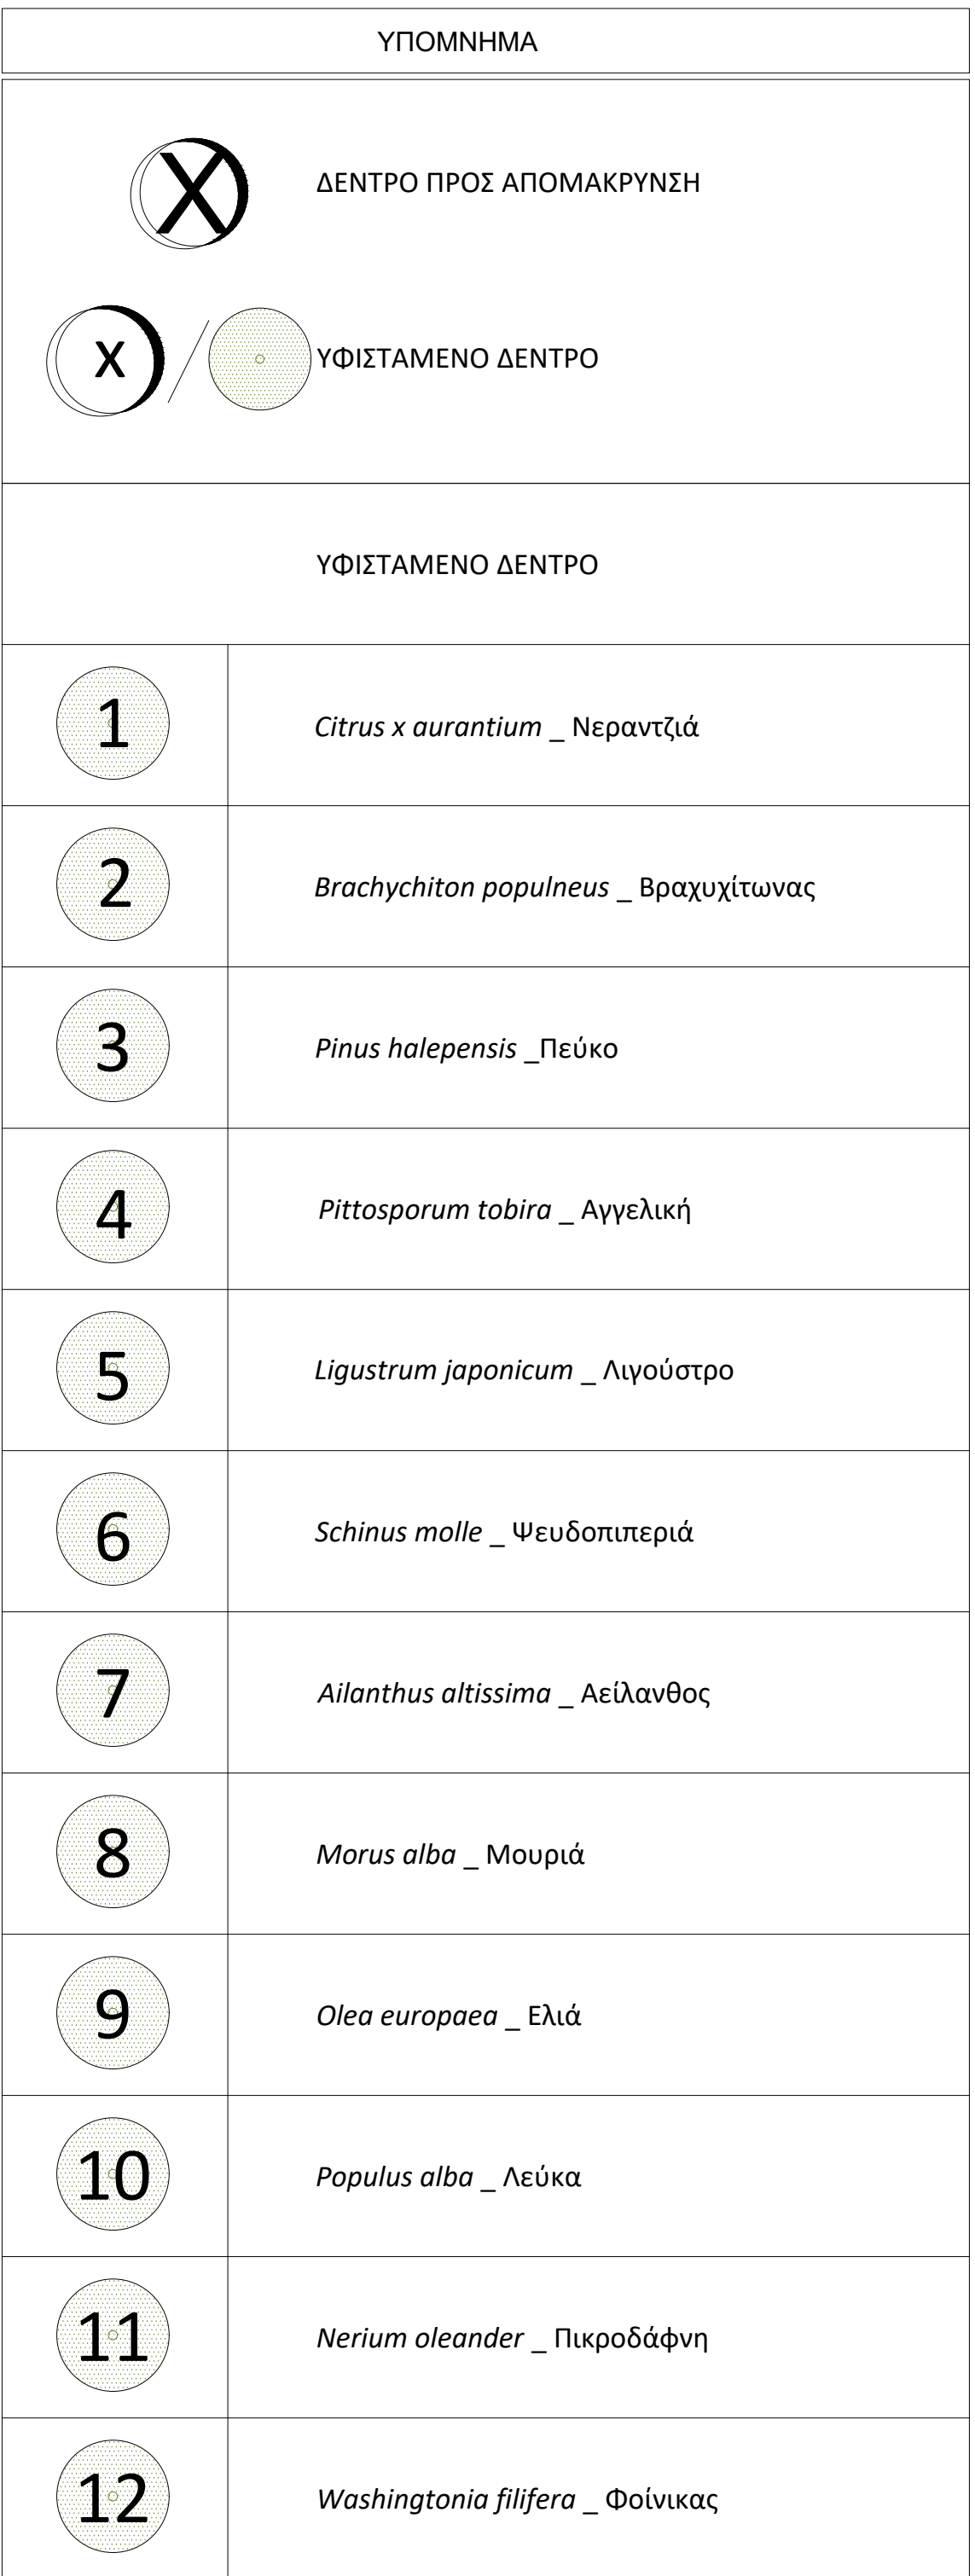 ΥΠΟΜΝΗΜΑ
X ΔΕΝΤΡΟ ΠΡΟΣ ΑΠΟΜΑΚΡΥΝΣΗ
x / ΥΦΙΣΤΑΜΕΝΟ ΔΕΝΤΡΟ
ΥΦΙΣΤΑΜΕΝΟ ΔΕΝΤΡΟ
1 Citrus x aurantium _ Νεραντζιά
2 Brachychiton populneus _ Βραχυχίτωνας
3 Pinus halepensis _Πεύκο
4 Pittosporum tobira _ Αγγελική
5 Ligustrum japonicum _ Λιγούστρο
6 Schinus molle _ Ψευδοπιπεριά
7 Ailanthus altissima _ Αείλανθος
8 Morus alba _ Μουριά
9 Olea europaea _ Ελιά
10 Populus alba _ Λεύκα
11 Nerium oleander _ Πικροδάφνη
12 Washingtonia filifera _ Φοίνικας